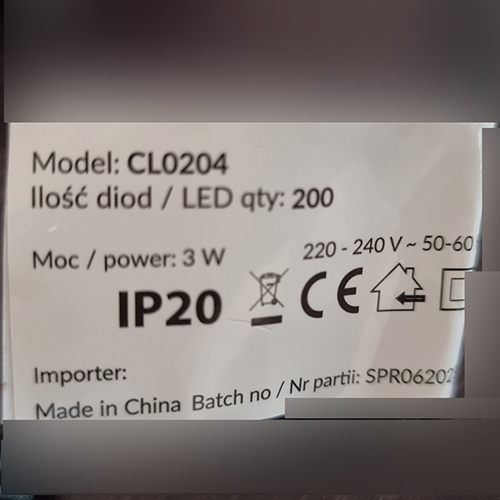 Model: CL0204
Ilość diod / LED qty: 200
Moc / power: 3 W
220 - 240 V ~ 50-60
IP20
Importer:
Made in China Batch no / Nr partii: SPR06202